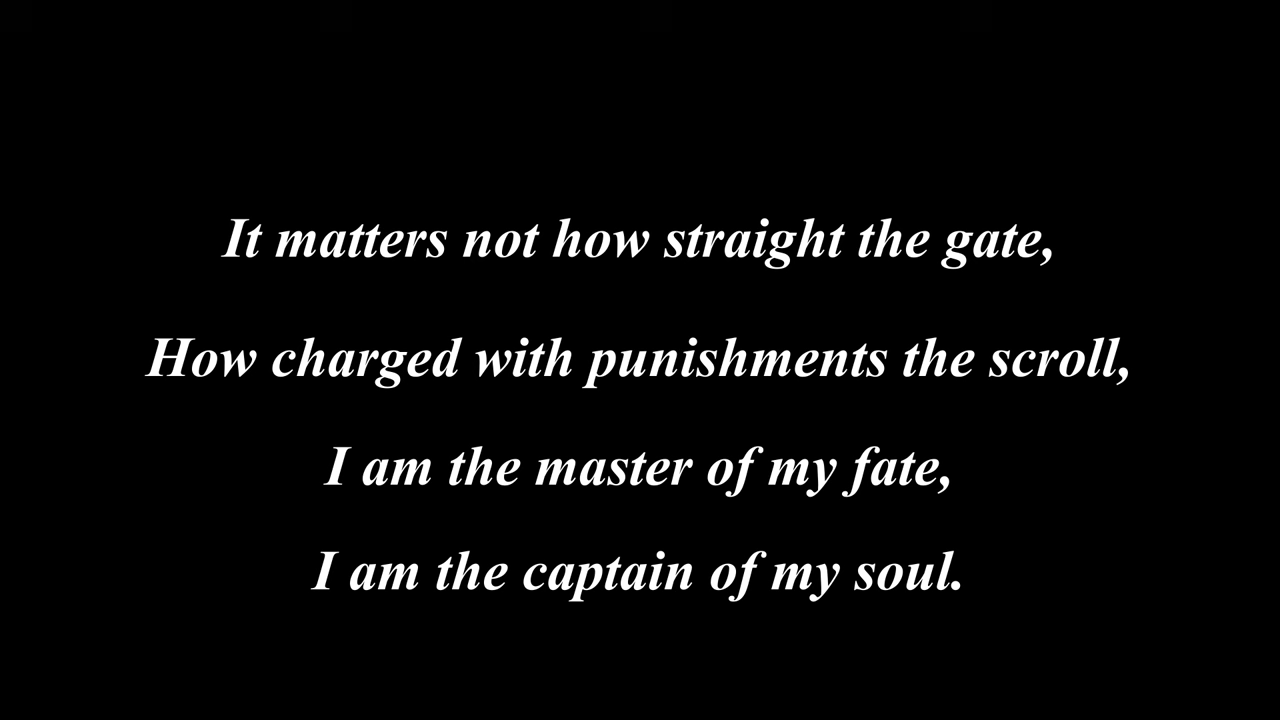 It matters not how straight the gate,
How charged with punishments the scroll,
I am the master of my fate,
I am the captain of my soul.